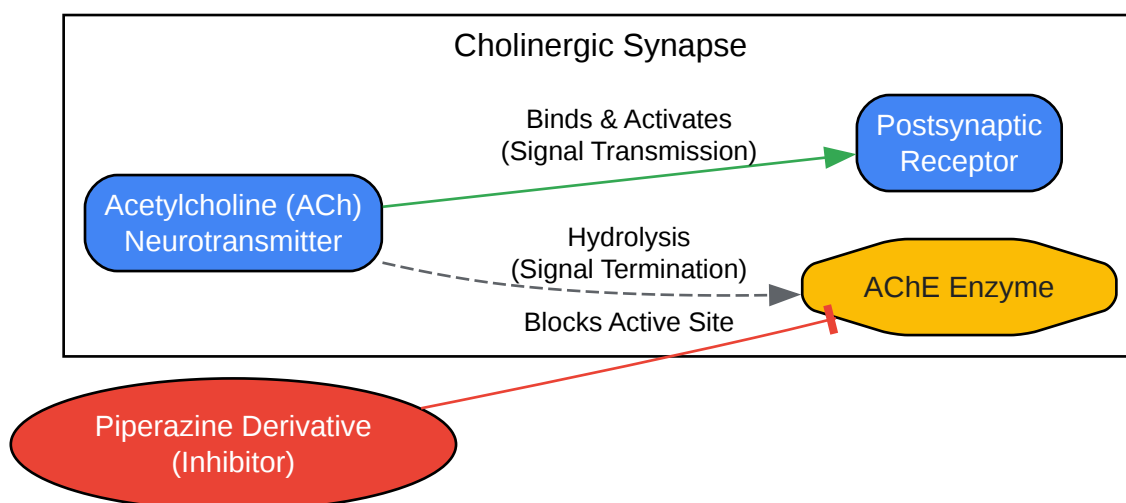 Cholinergic Synapse
Binds & Activates
(Signal Transmission)
Postsynaptic
Receptor
Acetylcholine (ACh)
Neurotransmitter
Hydrolysis
(Signal Termination)
AChE Enzyme
Blocks Active Site
Piperazine Derivative
(Inhibitor)